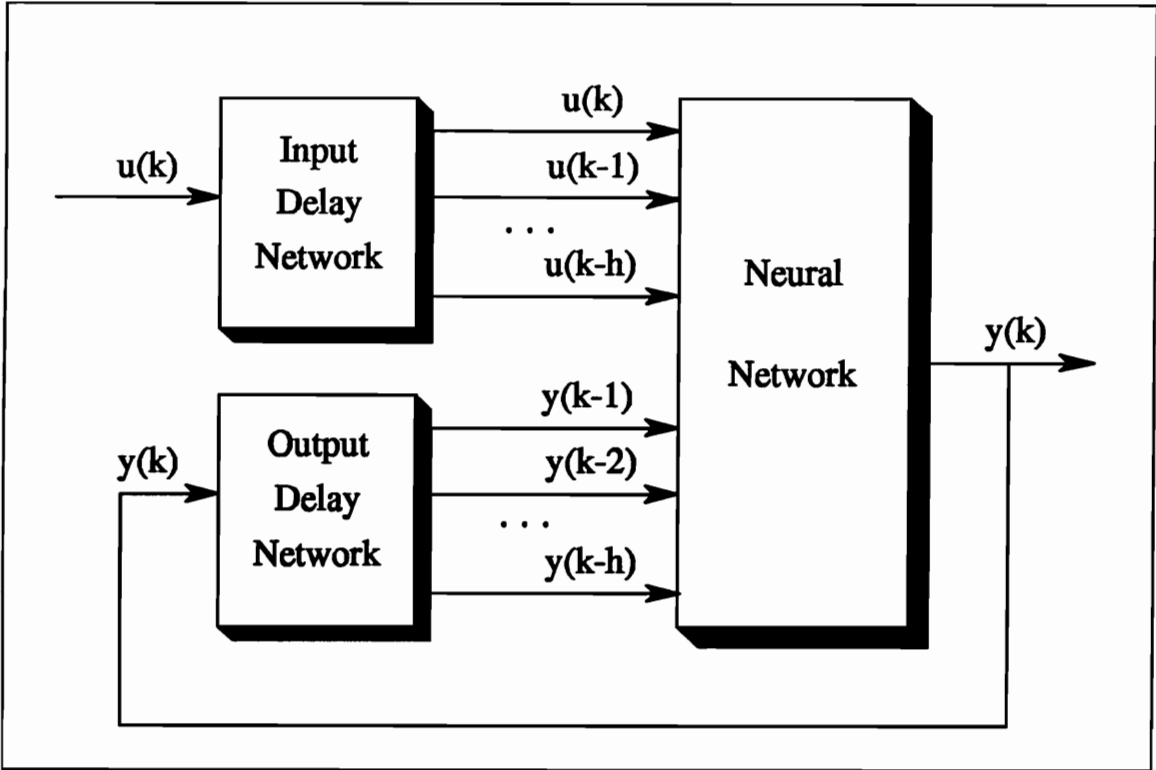 u(k)
Input
Delay
Network
u(k)
u(k-1)
. . .
u(k-h)
Neural
Network
y(k)
y(k)
Output
Delay
Network
y(k-1)
y(k-2)
. . .
y(k-h)